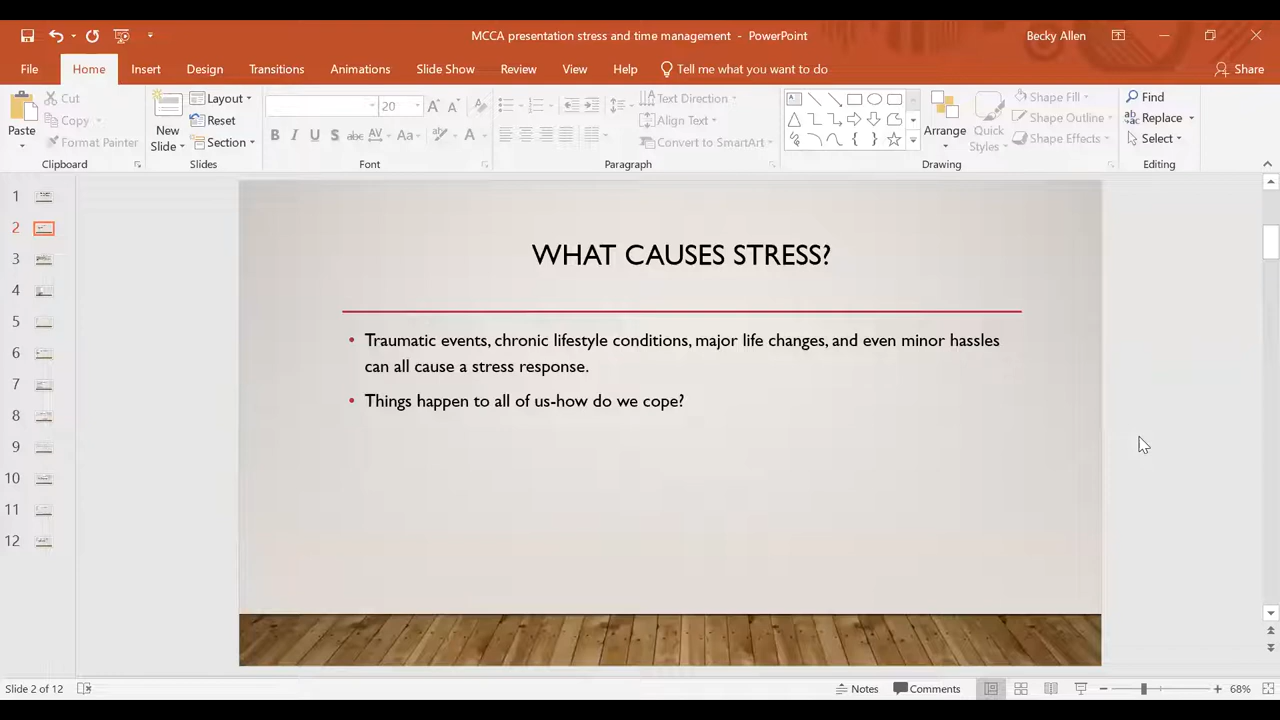 MCCA presentation stress and time management - PowerPoint
Becky Allen
File Home Insert Design Transitions Animations Slide Show Review View Help Tell me what you want to do Share
Paste
Cut
Copy
Format Painter
Clipboard
New Slide
Layout
Reset
Section
Slides
20
B I U S abc AV Aa A
Font
Text Direction
Align Text
Convert to SmartArt
Paragraph
Arrange
Quick Styles
Shape Fill
Shape Outline
Shape Effects
Drawing
Find
Replace
Select
Editing
1
2
3
4
5
6
7
8
9
10
11
12
WHAT CAUSES STRESS?
• Traumatic events, chronic lifestyle conditions, major life changes, and even minor hassles
can all cause a stress response.
• Things happen to all of us-how do we cope?
Slide 2 of 12
Notes
Comments
68%